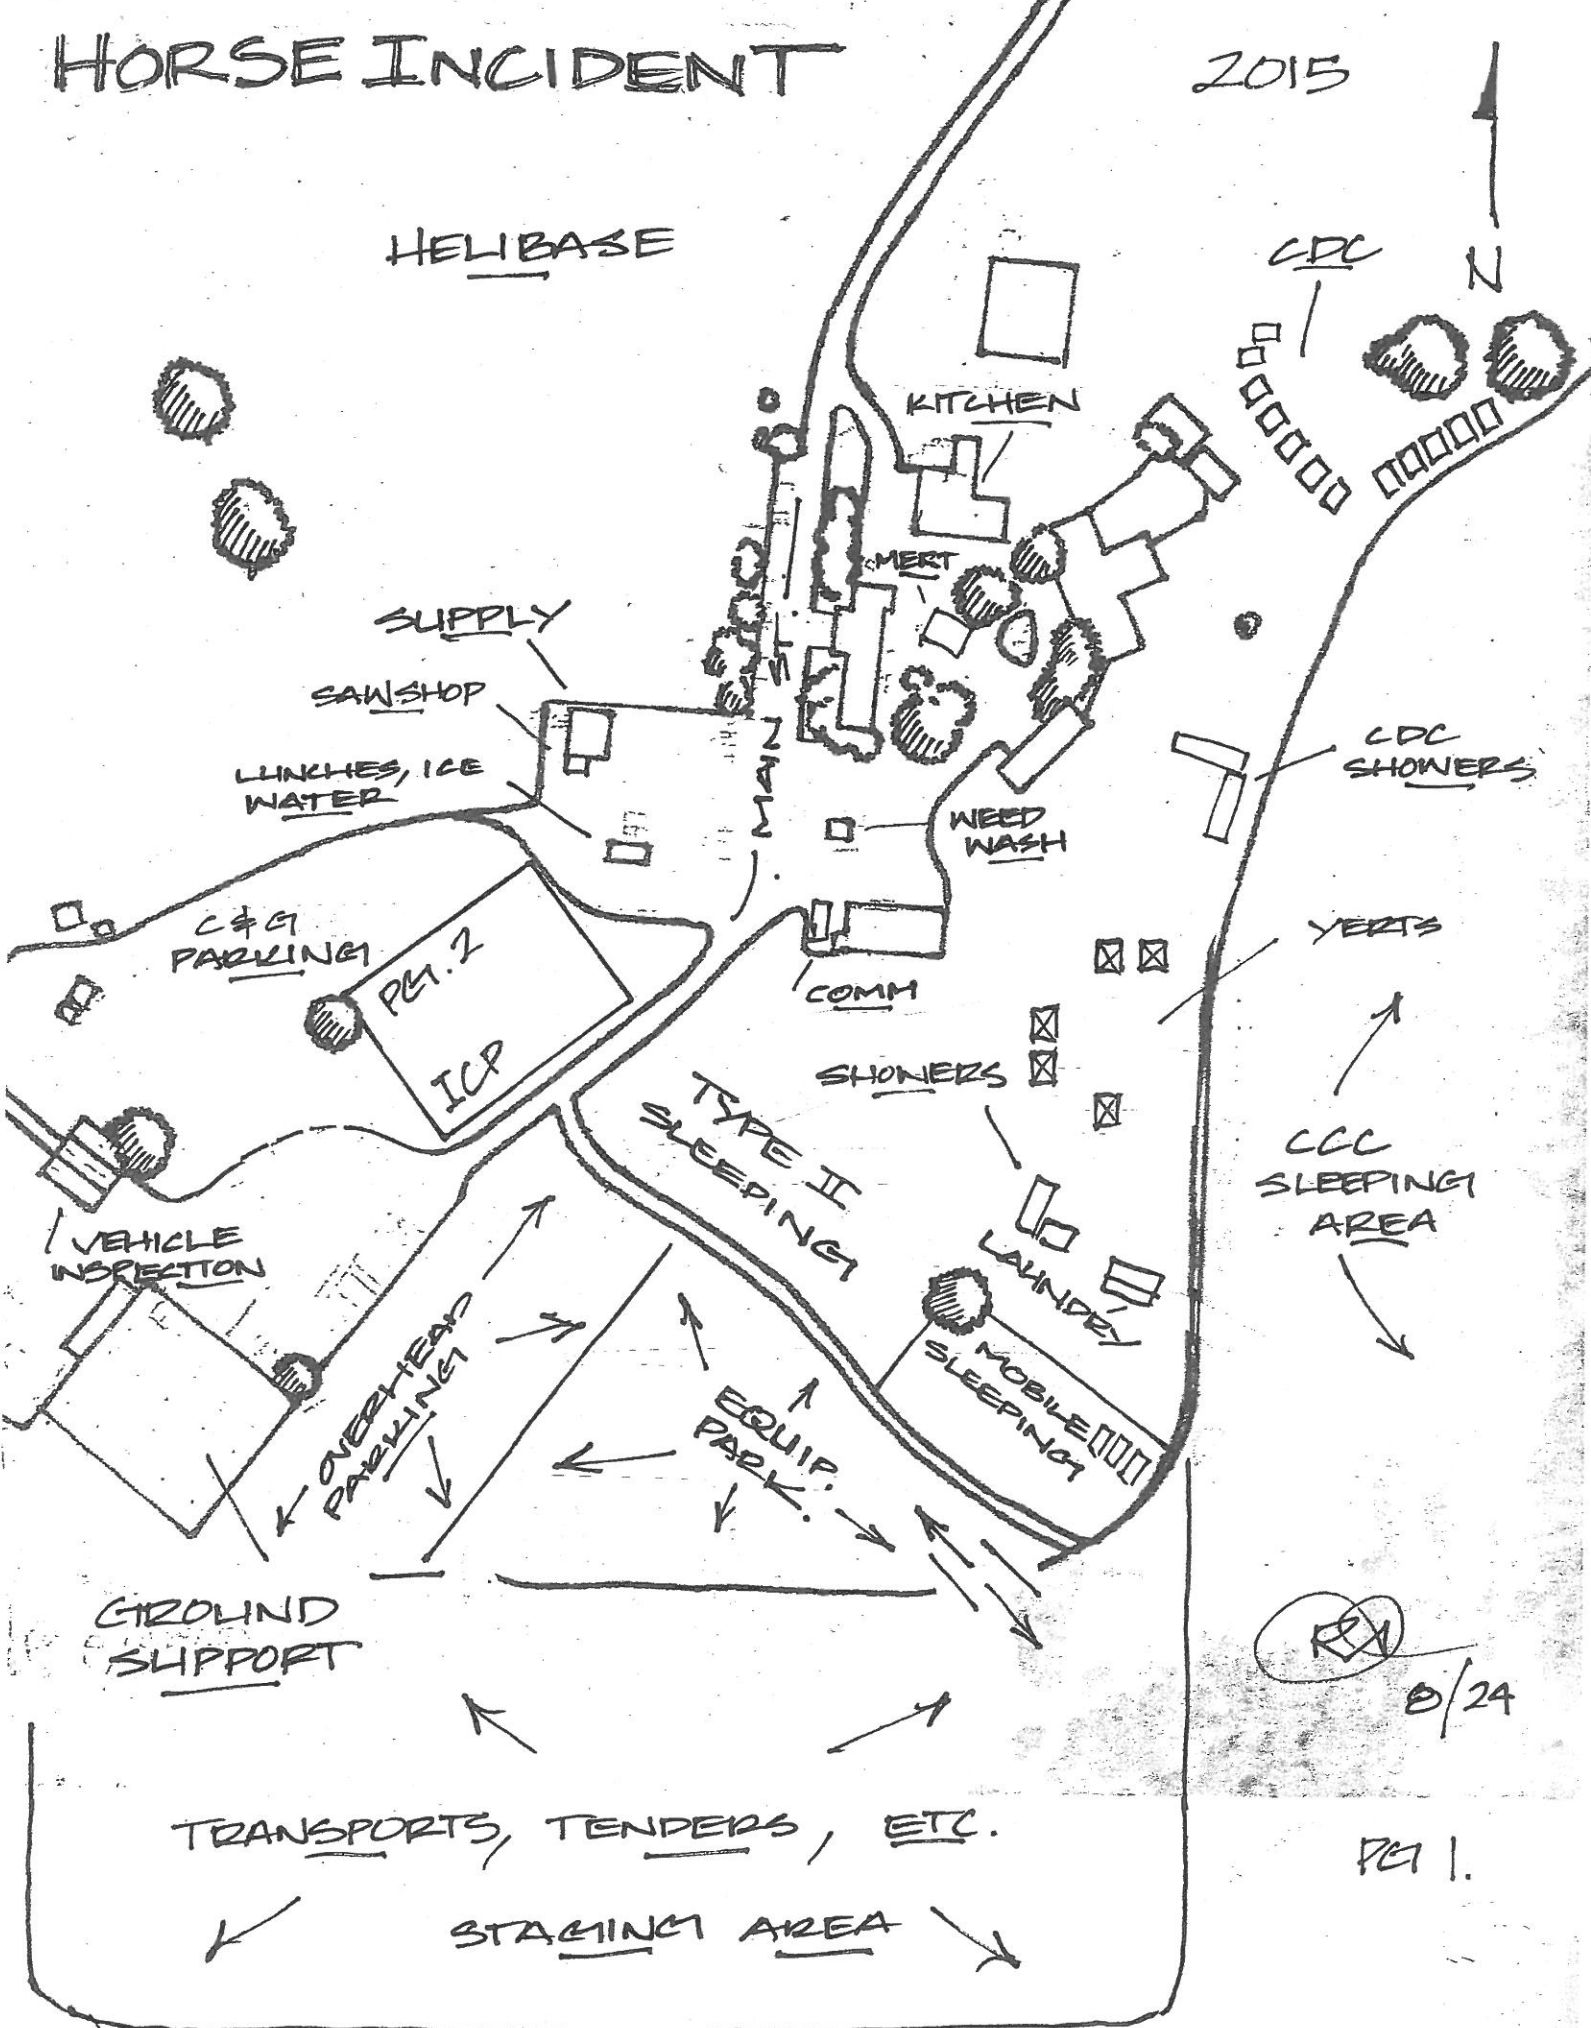 HORSE INCIDENT
2015
N
HELIBASE
CDC
KITCHEN
MERT
SUPPLY
SAWSHOP
LUNCHES, ICE
WATER
MAIN ST.
CDC
SHOWERS
WEED
WASH
C&G
PARKING
PG. 2
ICP
COMM
YERTS
SHOWERS
TYPE II
SLEEPING
CCC
SLEEPING
AREA
VEHICLE
INSPECTION
LAUNDRY
MOBILE
SLEEPING
OVERHEAD
PARKING
EQUIP.
PARK.
GROUND
SUPPORT
8/24
TRANSPORTS, TENDERS, ETC.
STAGING AREA
PG 1.